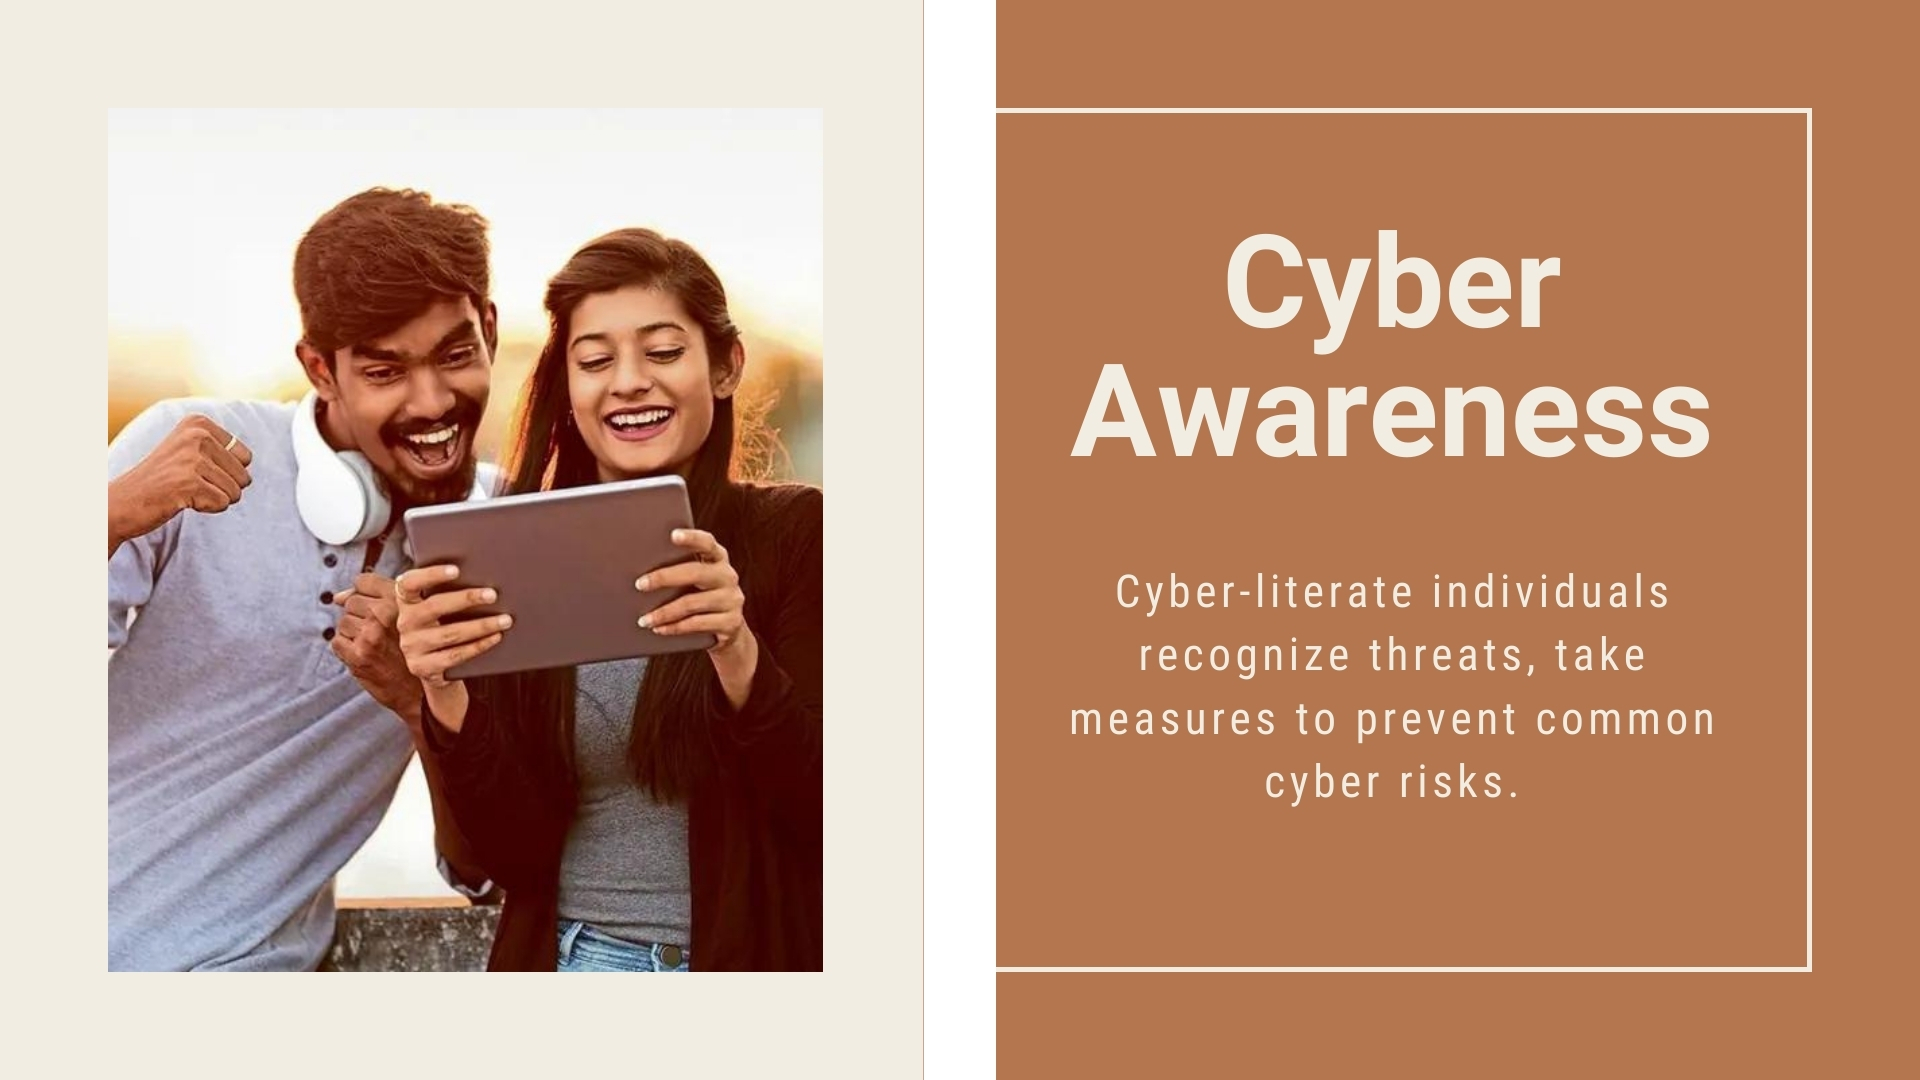 Cyber
Awareness
Cyber-literate individuals
recognize threats, take
measures to prevent common
cyber risks.